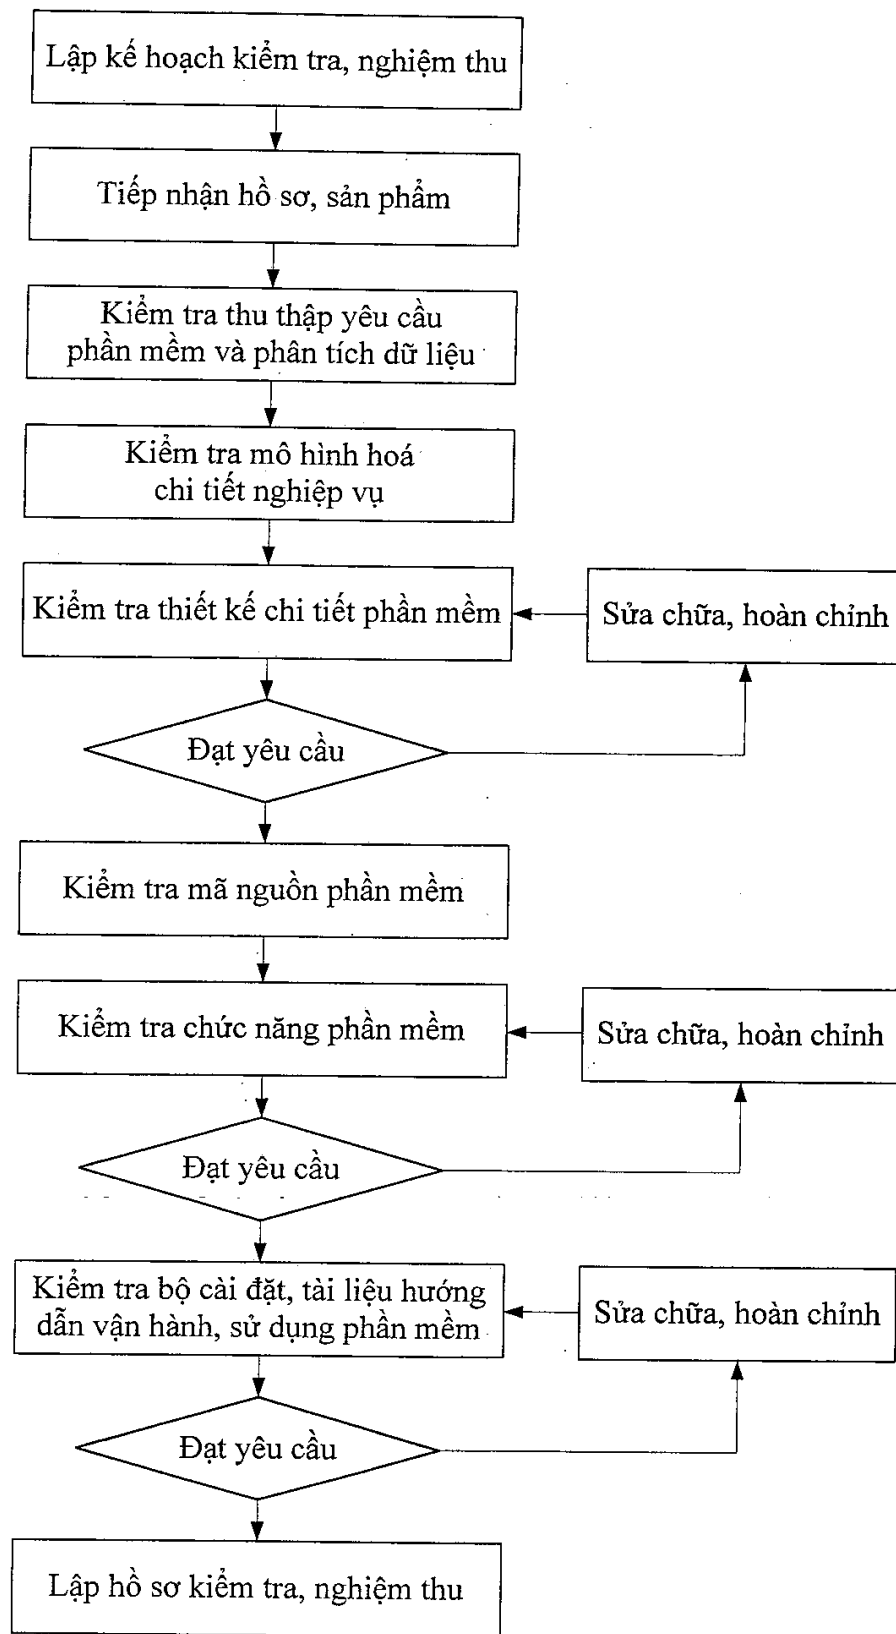 Lập kế hoạch kiểm tra, nghiệm thu
Tiếp nhận hồ sơ, sản phẩm
Kiểm tra thu thập yêu cầu
phần mềm và phân tích dữ liệu
Kiểm tra mô hình hoá
chi tiết nghiệp vụ
Kiểm tra thiết kế chi tiết phần mềm
Sửa chữa, hoàn chỉnh
Đạt yêu cầu
Kiểm tra mã nguồn phần mềm
Kiểm tra chức năng phần mềm
Sửa chữa, hoàn chỉnh
Đạt yêu cầu
Kiểm tra bộ cài đặt, tài liệu hướng
dẫn vận hành, sử dụng phần mềm
Sửa chữa, hoàn chỉnh
Đạt yêu cầu
Lập hồ sơ kiểm tra, nghiệm thu